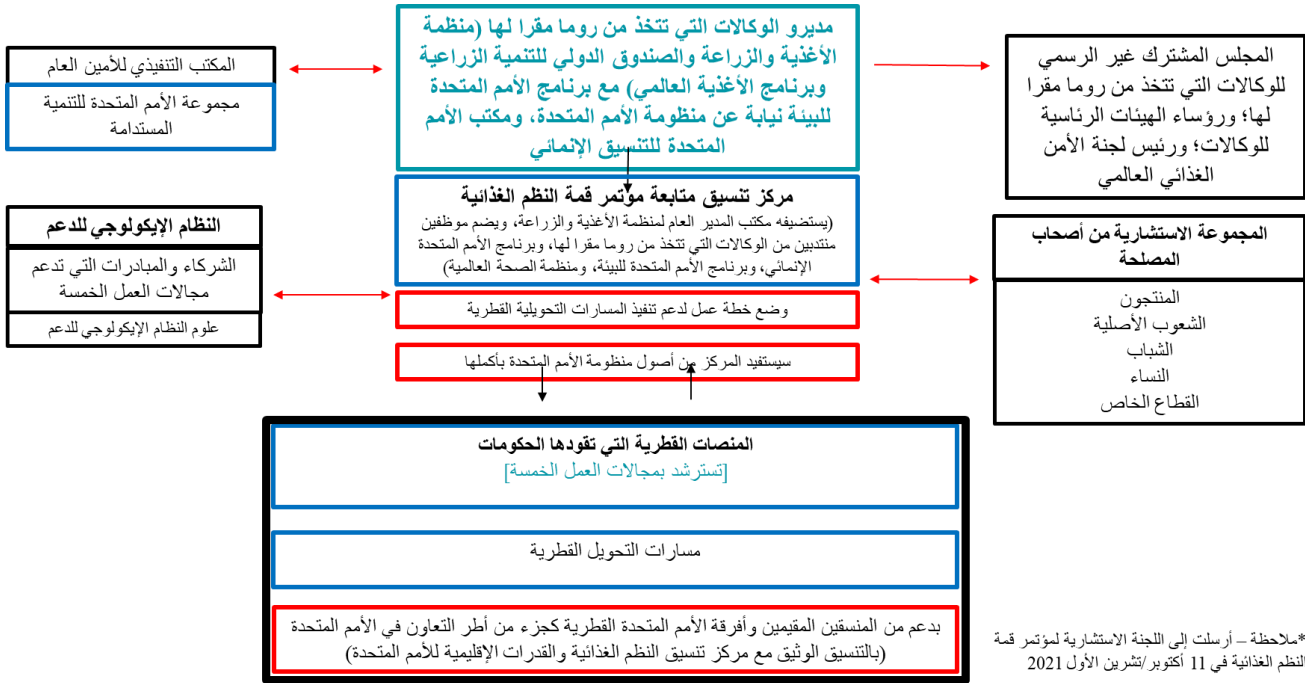 مديرو الوكالات التي تتخذ من روما مقرا لها (منظمة
الأغذية والزراعة والصندوق الدولي للتنمية الزراعية
وبرنامج الأغذية العالمي) مع برنامج الأمم المتحدة
للبيئة نيابة عن منظومة الأمم المتحدة، ومكتب الأمم
المتحدة للتنسيق الإنمائي
المجلس المشترك غير الرسمي
للوكالات التي تتخذ من روما مقرا
لها؛ ورؤساء الهيئات الرئاسية
للوكالات؛ ورئيس لجنة الأمن
الغذائي العالمي
المكتب التنفيذي للأمين العام
مجموعة الأمم المتحدة للتنمية
المستدامة
مركز تنسيق متابعة مؤتمر قمة النظم الغذائية
(يستضيفه مكتب المدير العام لمنظمة الأغذية والزراعة، ويضم موظفين
منتدبين من الوكالات التي تتخذ من روما مقرا لها، وبرنامج الأمم المتحدة
الإنمائي، وبرنامج الأمم المتحدة للبيئة، ومنظمة الصحة العالمية)
وضع خطة عمل لدعم تنفيذ المسارات التحويلية القطرية
سيستفيد المركز من أصول منظومة الأمم المتحدة بأكملها
المجموعة الاستشارية من أصحاب
المصلحة
المنتجون
الشعوب الأصلية
الشباب
النساء
القطاع الخاص
النظام الإيكولوجي للدعم
الشركاء والمبادرات التي تدعم
مجالات العمل الخمسة
علوم النظام الإيكولوجي للدعم
المنصات القطرية التي تقودها الحكومات
[تسترشد بمجالات العمل الخمسة]
مسارات التحويل القطرية
بدعم من المنسقين المقيمين وأفرقة الأمم المتحدة القطرية كجزء من أطر التعاون في الأمم المتحدة
(بالتنسيق الوثيق مع مركز تنسيق النظم الغذائية والقدرات الإقليمية للأمم المتحدة)
*ملاحظة – أرسلت إلى اللجنة الاستشارية لمؤتمر قمة
النظم الغذائية في 11 أكتوبر/تشرين الأول 2021